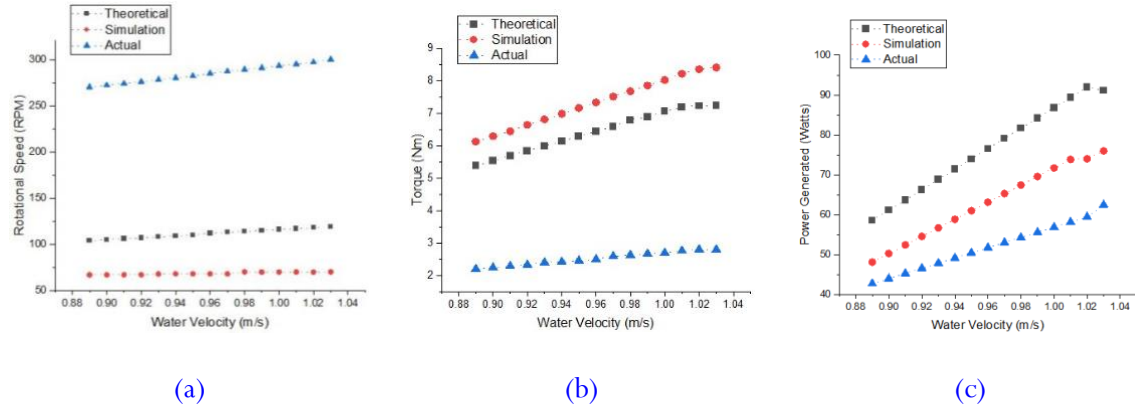 Theoretical
Simulation
Actual
300
250
200
150
100
50
0.88 0.90 0.92 0.94 0.96 0.98 1.00 1.02 1.04
Rotational Speed (RPM)
Water Velocity (m/s)
(a)
Theoretical
Simulation
Actual
9
8
7
6
5
4
3
2
0.88 0.90 0.92 0.94 0.96 0.98 1.00 1.02 1.04
Torque (Nm)
Water Velocity (m/s)
(b)
Theoretical
Simulation
Actual
100
90
80
70
60
50
40
0.88 0.90 0.92 0.94 0.96 0.98 1.00 1.02 1.04
Power Generated (Watts)
Water Velocity (m/s)
(c)